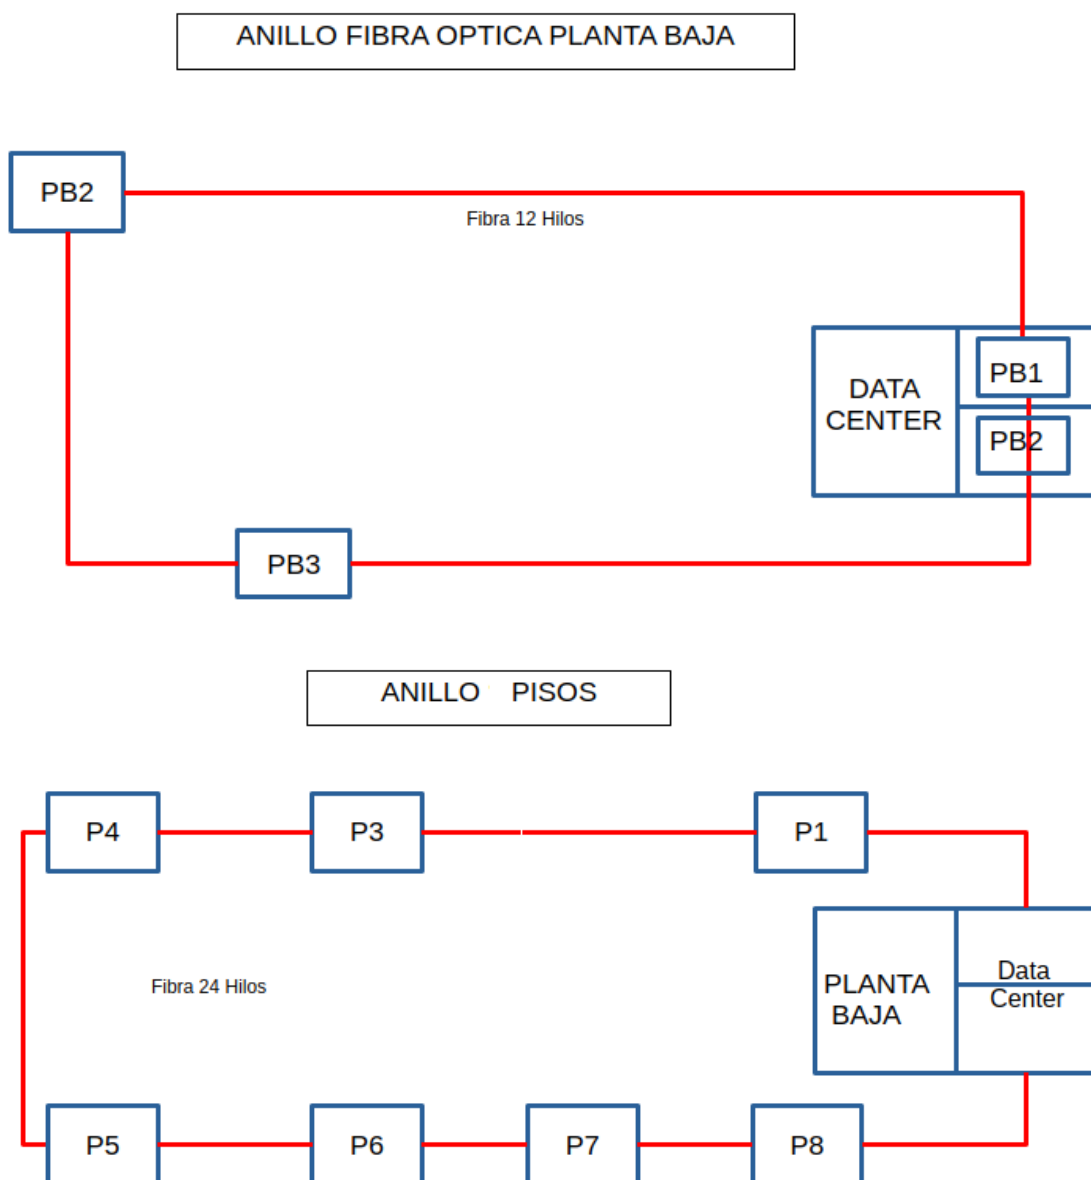 ANILLO FIBRA OPTICA PLANTA BAJA
PB2
Fibra 12 Hilos
DATA
CENTER
PB1
PB2
PB3
ANILLO PISOS
P4
P3
P1
Fibra 24 Hilos
PLANTA
BAJA
Data
Center
P5
P6
P7
P8